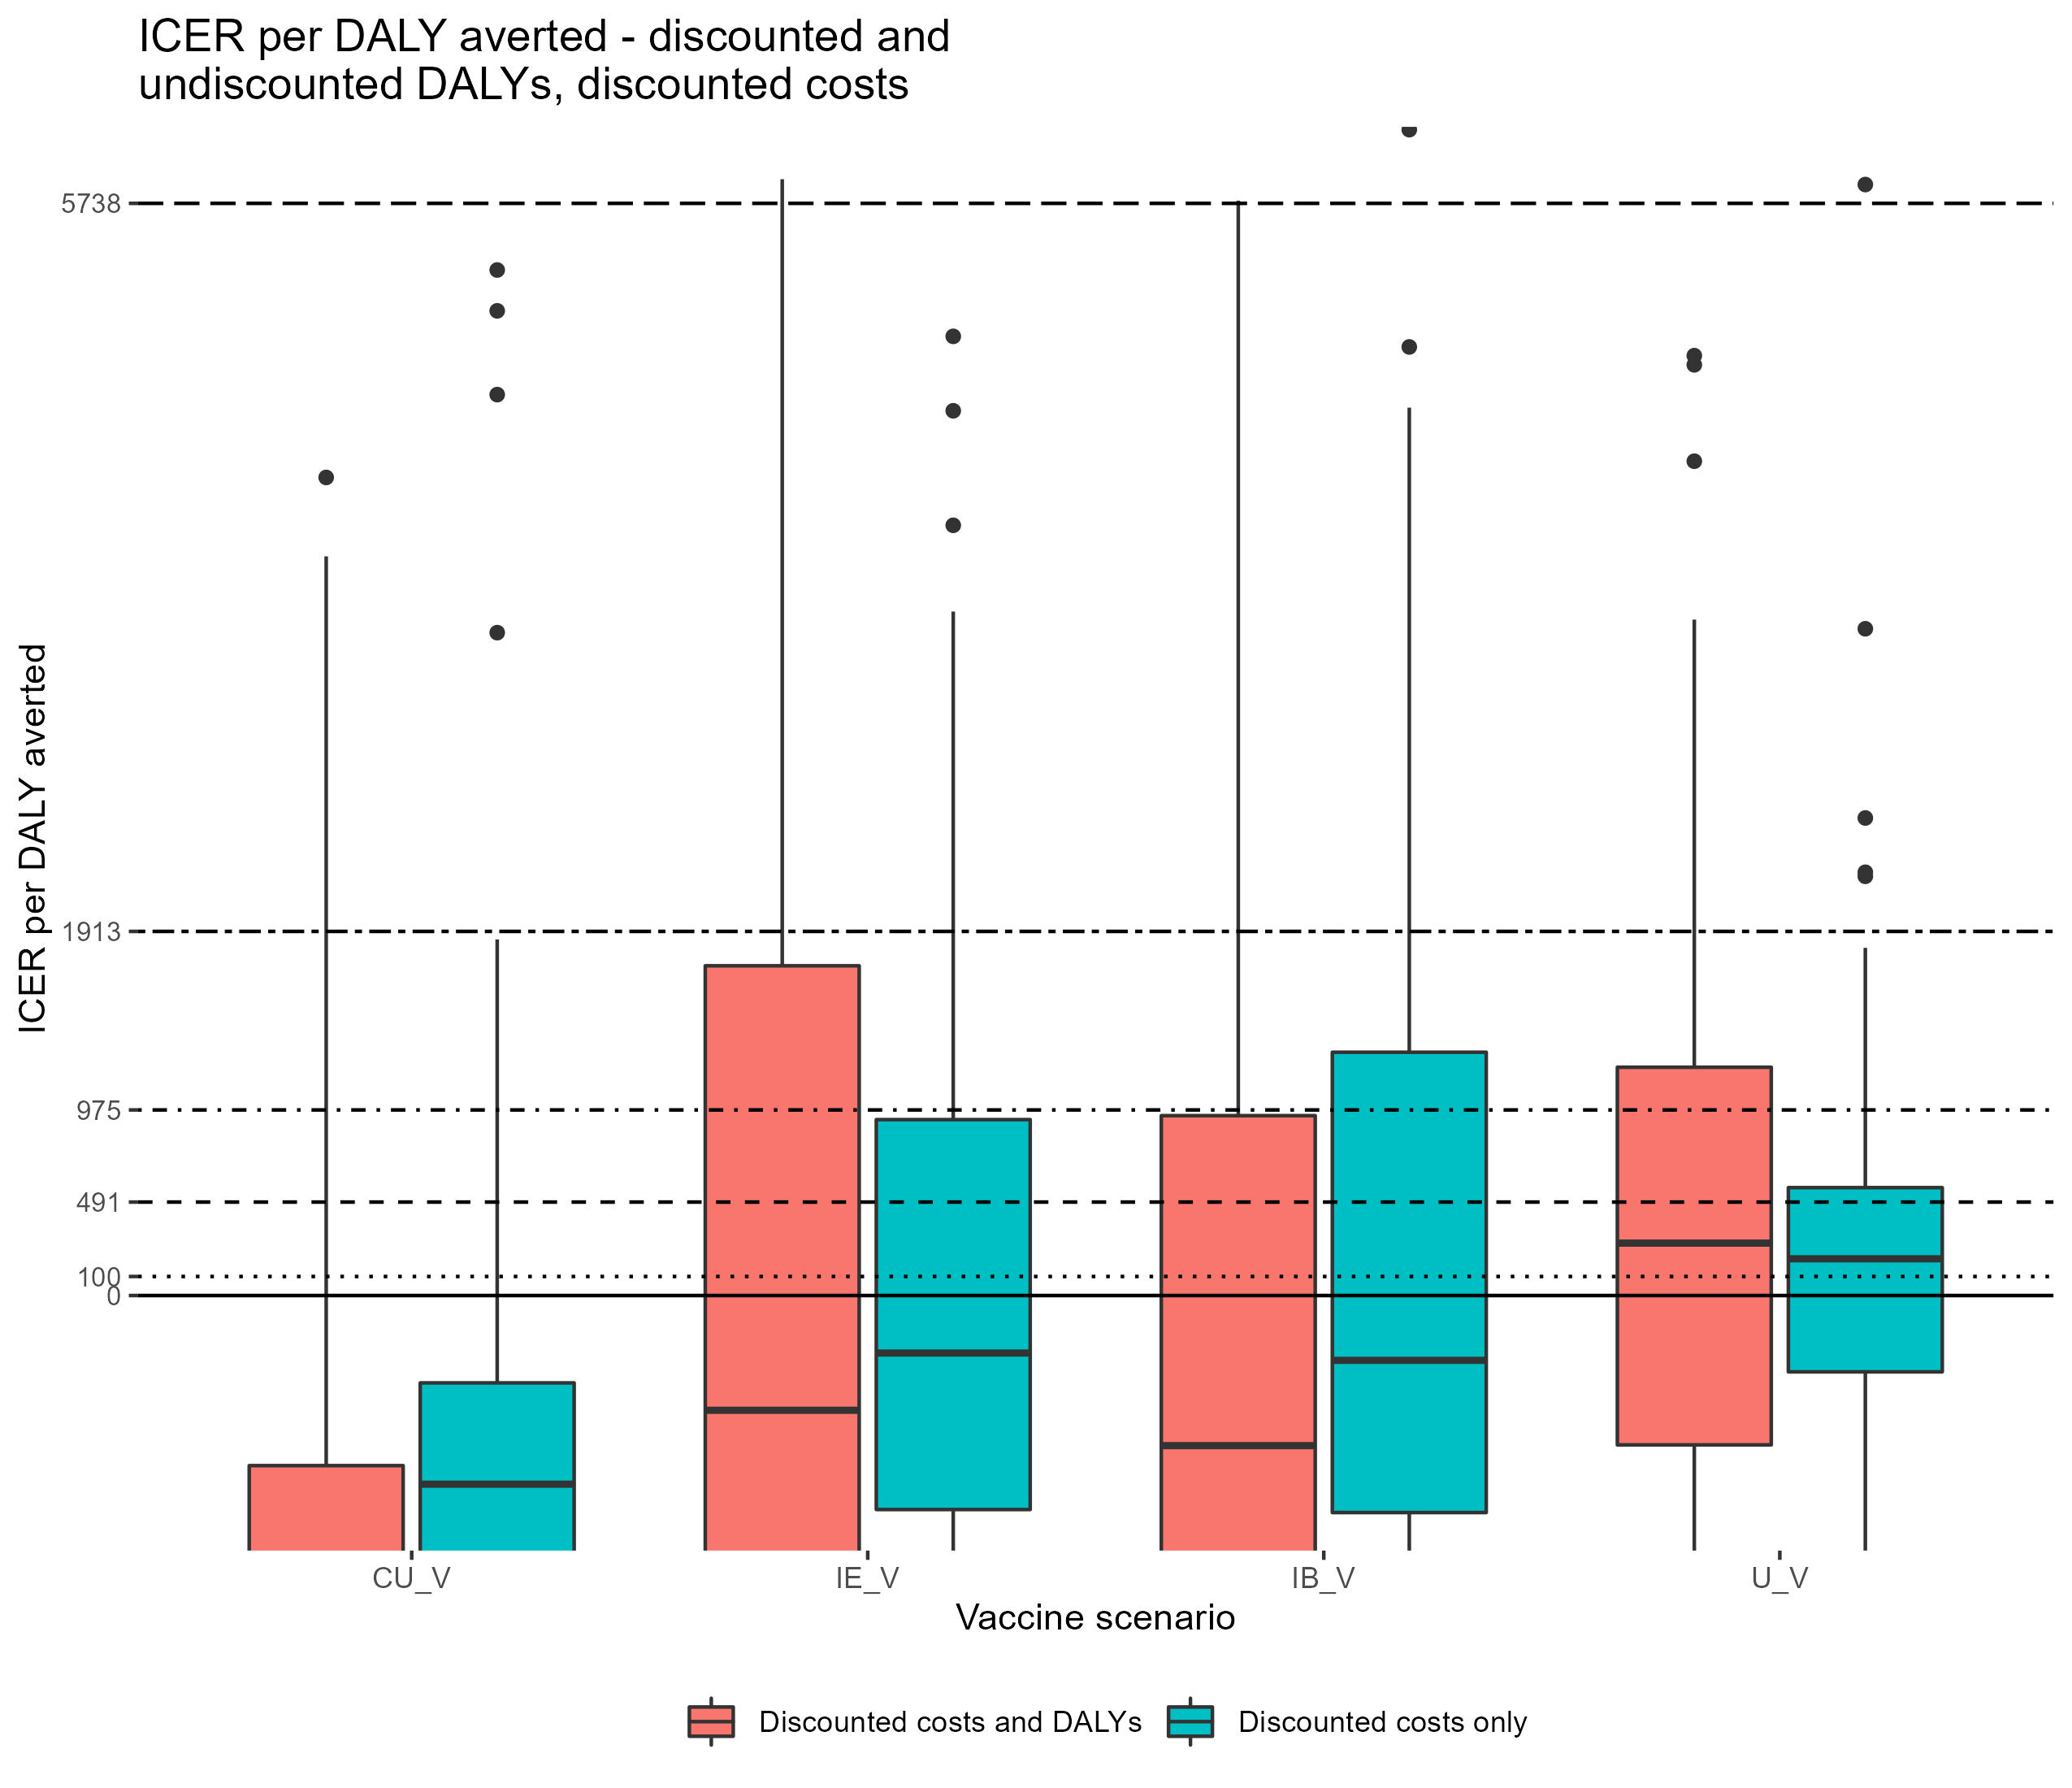 ICER per DALY averted - discounted and
undiscounted DALYs, discounted costs
ICER per DALY averted
5738
1913
975
491
100
0
CU_V
IE_V
IB_V
U_V
Vaccine scenario
Discounted costs and DALYs
Discounted costs only